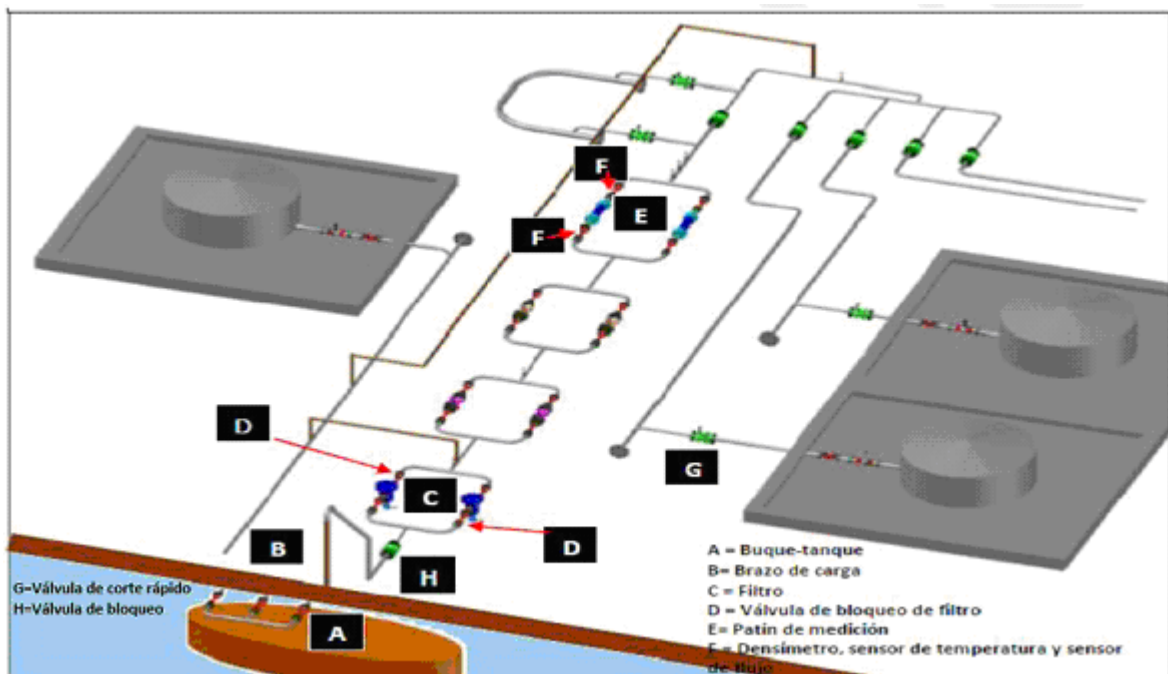 F
E
F
D
C
G
B
D
H
A
G=Válvula de corte rápido
H=Válvula de bloqueo
A = Buque-tanque
B= Brazo de carga
C = Filtro
D = Válvula de bloqueo de filtro
E= Patín de medición
F = Densímetro, sensor de temperatura y sensor
de flujo